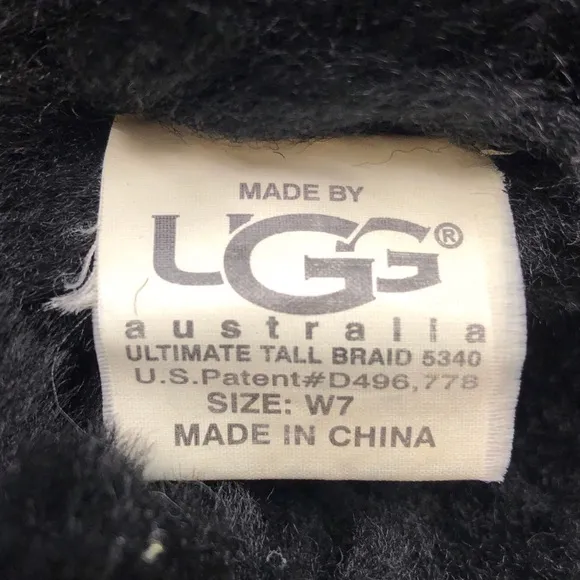 MADE BY
UGG®
australia
ULTIMATE TALL BRAID 5340
U.S.Patent#D496,778
SIZE: W7
MADE IN CHINA